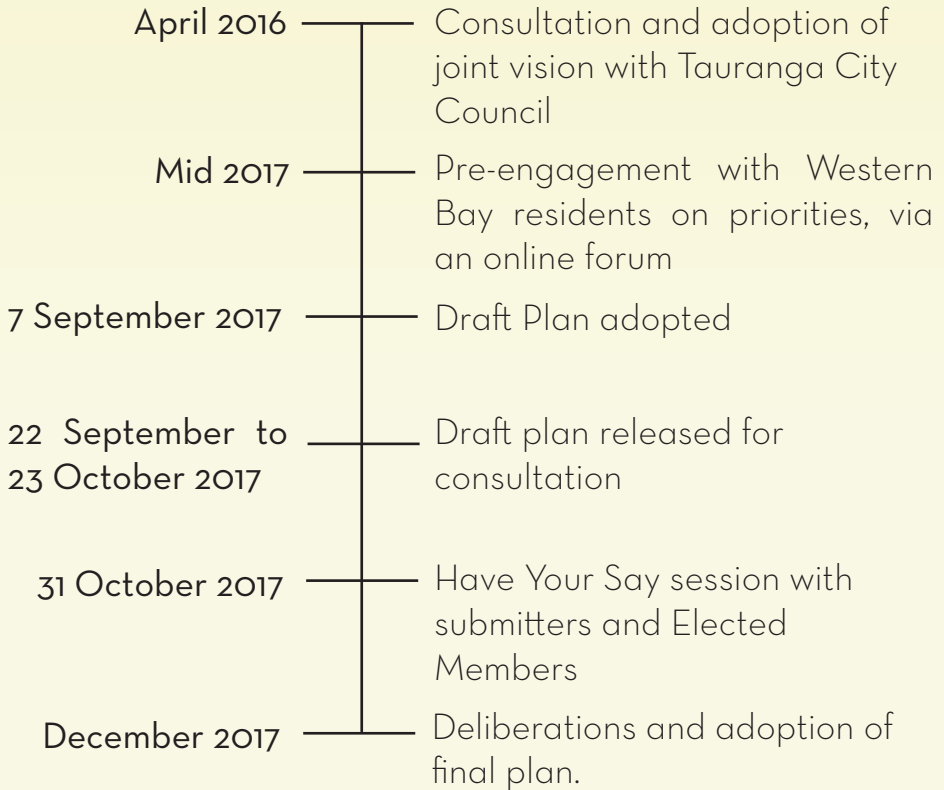 April 2016
Consultation and adoption of
joint vision with Tauranga City
Council
Mid 2017
Pre-engagement with Western
Bay residents on priorities, via
an online forum
7 September 2017
Draft Plan adopted
22 September to
23 October 2017
Draft plan released for
consultation
31 October 2017
Have Your Say session with
submitters and Elected
Members
December 2017
Deliberations and adoption of
final plan.